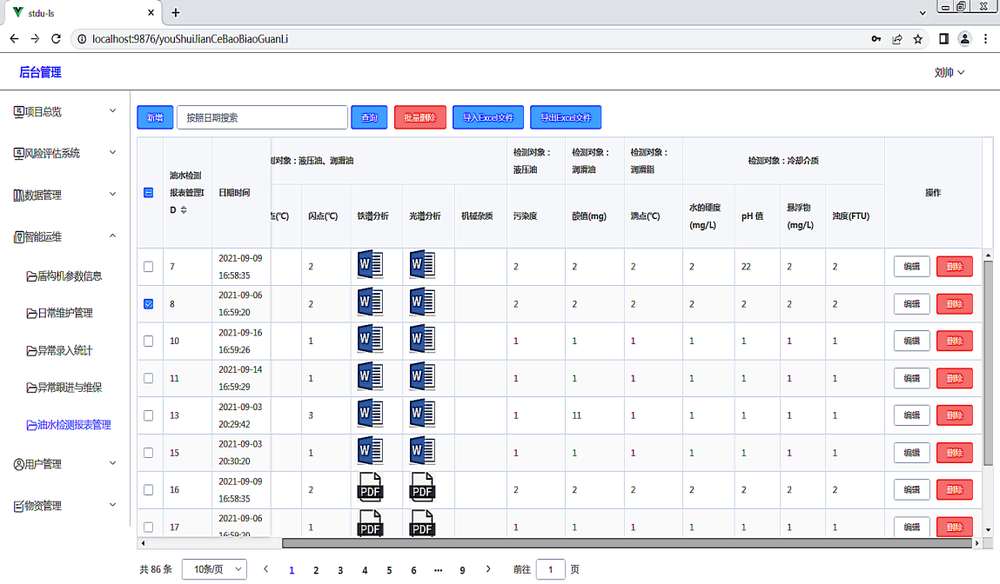 stdu-ls
localhost:9876/youShuiJianCeBaoBiaoGuanLi
后台管理
刘帅
项目总览
风险评估系统
数据管理
智能运维
盾构机参数信息
日常维护管理
异常录入统计
异常跟进与维保
油水检测报表管理
用户管理
物资管理
新增 按照日期搜索 查询 批量删除 导入Excel文件 导出Excel文件
油水检测
报表管理I
D
日期时间
对象：液压油、润滑油
检测对象：
液压油
检测对象：
润滑油
检测对象：
润滑脂
检测对象：冷却介质
操作
点(℃) 闪点(℃) 铁谱分析 光谱分析 机械杂质 污染度 酸值(mg) 滴点(℃)
水的硬度
(mg/L)
pH 值
悬浮物
(mg/L)
浊度(FTU)
7 2021-09-09
16:58:35
2 W W 2 2 2 2 22 2 2 编辑 删除
8 2021-09-06
16:59:20
2 W W 2 2 2 2 2 2 2 编辑 删除
10 2021-09-16
16:59:26
1 W W 1 1 1 1 1 1 1 编辑 删除
11 2021-09-14
16:59:29
1 W W 1 1 1 1 1 1 1 编辑 删除
13 2021-09-03
20:29:42
3 W W 1 11 1 1 1 1 1 编辑 删除
15 2021-09-03
20:30:20
1 W W 1 1 1 1 1 1 1 编辑 删除
16 2021-09-09
16:58:35
2 PDF PDF 2 2 2 2 2 2 2 编辑 删除
17 2021-09-06
16:59:20
1 PDF PDF 1 1 1 1 1 1 1 编辑 删除
共 86 条 10条/页 1 2 3 4 5 6 ··· 9 前往 1 页